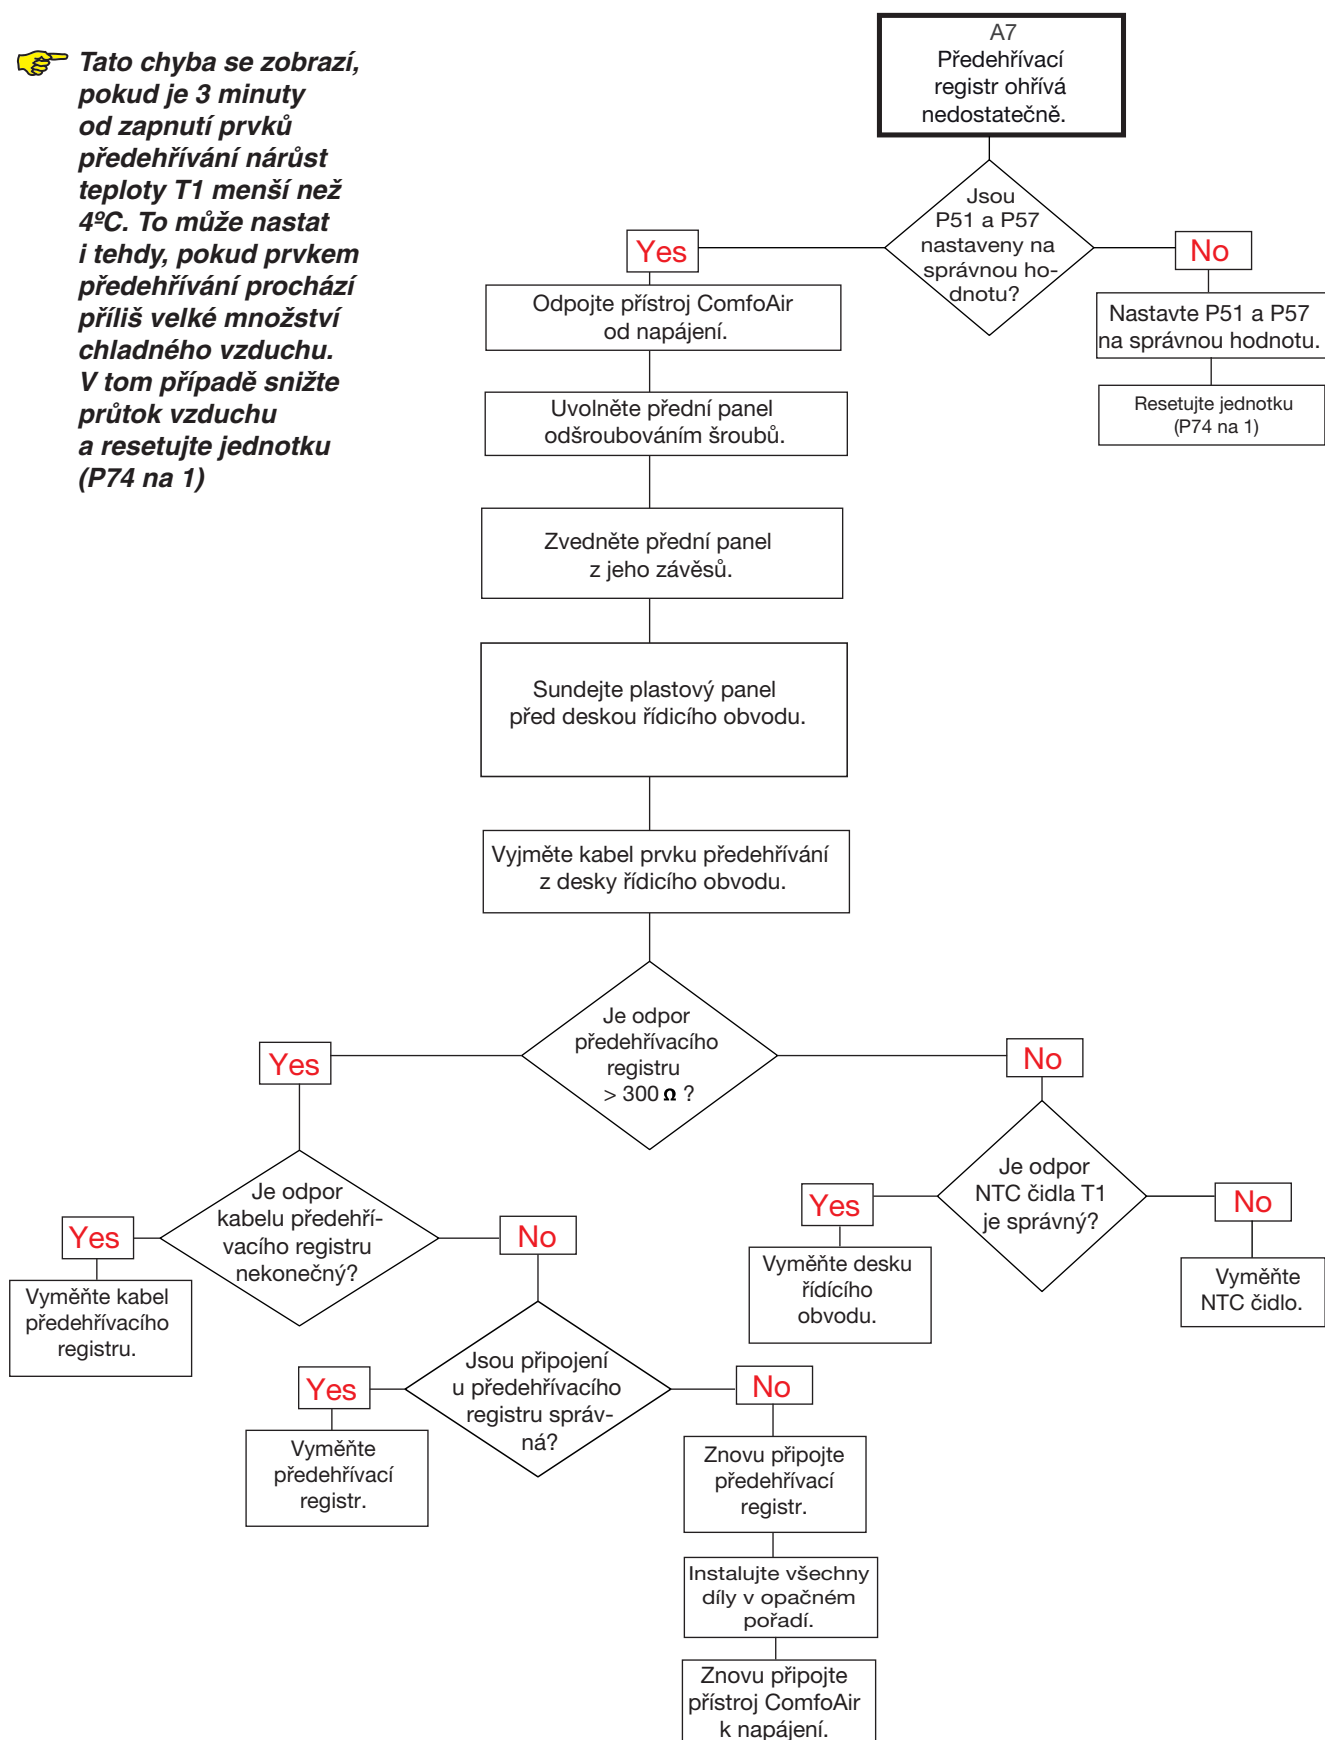 Tato chyba se zobrazí,
pokud je 3 minuty
od zapnutí prvků
předehřívání nárůst
teploty T1 menší než
4ºC. To může nastat
i tehdy, pokud prvkem
předehřívání prochází
příliš velké množství
chladného vzduchu.
V tom případě snižte
průtok vzduchu
a resetujte jednotku
(P74 na 1)
A7
Předehřívací
registr ohřívá
nedostatečně.
Jsou
P51 a P57
nastaveny na
správnou ho-
dnotu?
Yes
No
Odpojte přístroj ComfoAir
od napájení.
Nastavte P51 a P57
na správnou hodnotu.
Uvolněte přední panel
odšroubováním šroubů.
Resetujte jednotku
(P74 na 1)
Zvedněte přední panel
z jeho závěsů.
Sundejte plastový panel
před deskou řídicího obvodu.
Vyjměte kabel prvku předehřívání
z desky řídicího obvodu.
Je odpor
předehřívacího
registru
> 300 Ω ?
Yes
No
Je odpor
kabelu předehří-
vacího registru
nekonečný?
Je odpor
NTC čidla T1
je správný?
Yes
No
Yes
No
Vyměňte kabel
předehřívacího
registru.
Vyměňte desku
řídícího
obvodu.
Vyměňte
NTC čidlo.
Jsou připojení
u předehřívacího
registru správ-
ná?
Yes
No
Vyměňte
předehřívací
registr.
Znovu připojte
předehřívací
registr.
Instalujte všechny
díly v opačném
pořadí.
Znovu připojte
přístroj ComfoAir
k napájení.